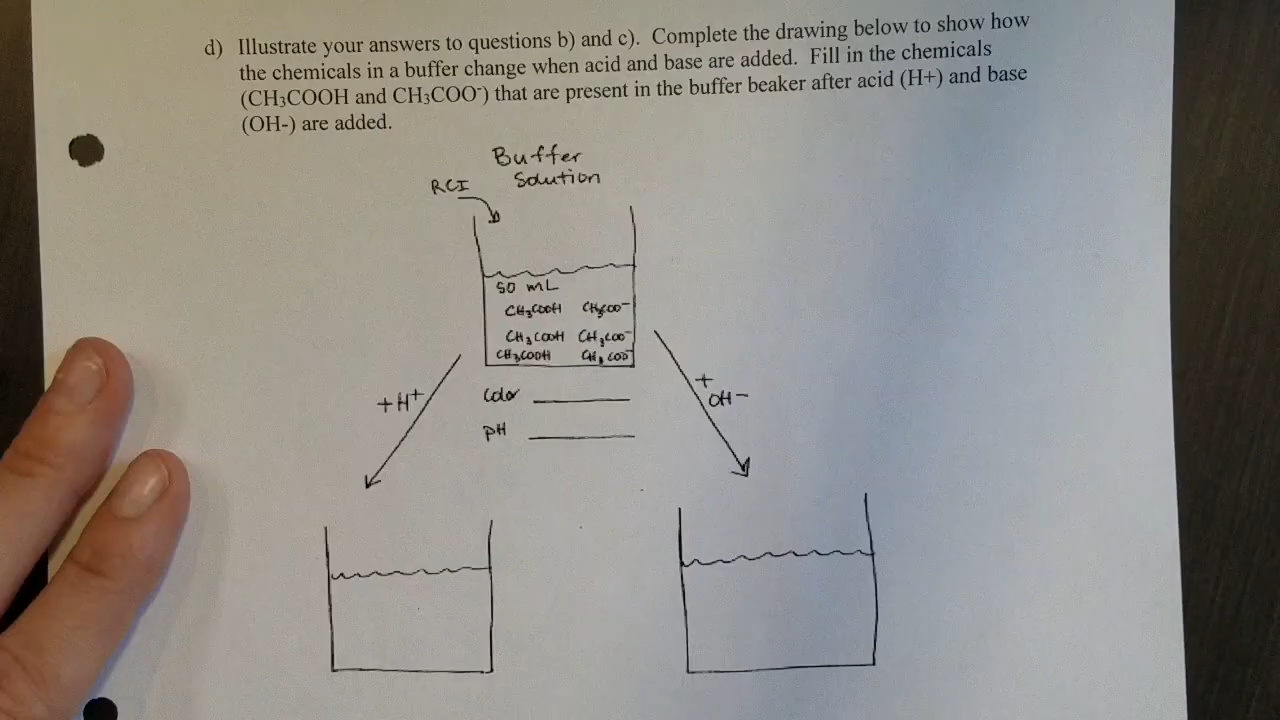 d) Illustrate your answers to questions b) and c). Complete the drawing below to show how
the chemicals in a buffer change when acid and base are added. Fill in the chemicals
(CH₃COOH and CH₃COO⁻) that are present in the buffer beaker after acid (H+) and base
(OH-) are added.
Buffer
Solution
RCI
50 mL
CH₃COOH CH₃COO⁻
CH₃COOH CH₃COO⁻
CH₃COOH CH₃COO⁻
Color
pH
+H⁺
+
OH⁻